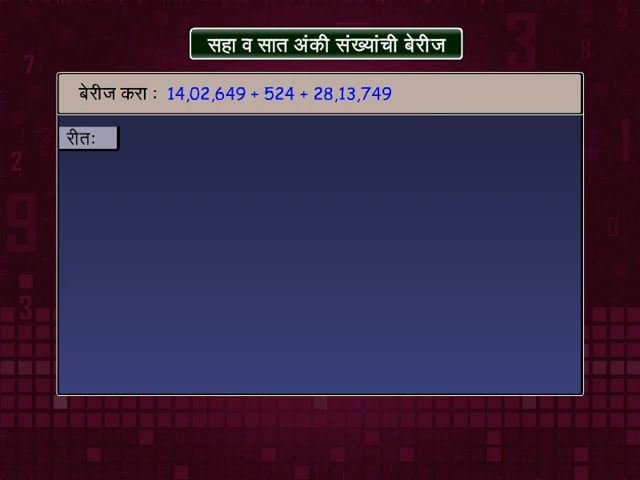 सहा व सात अंकी संख्यांची बेरीज
बेरीज करा : 14,02,649 + 524 + 28,13,749
रीतः